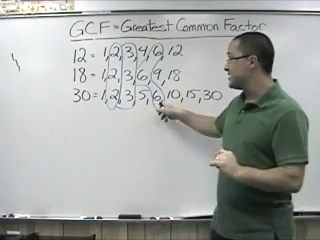 GCF = Greatest Common Factor
12 = 1, 2, 3, 4, 6, 12
18 = 1, 2, 3, 6, 9, 18
30 = 1, 2, 3, 5, 6, 10, 15, 30